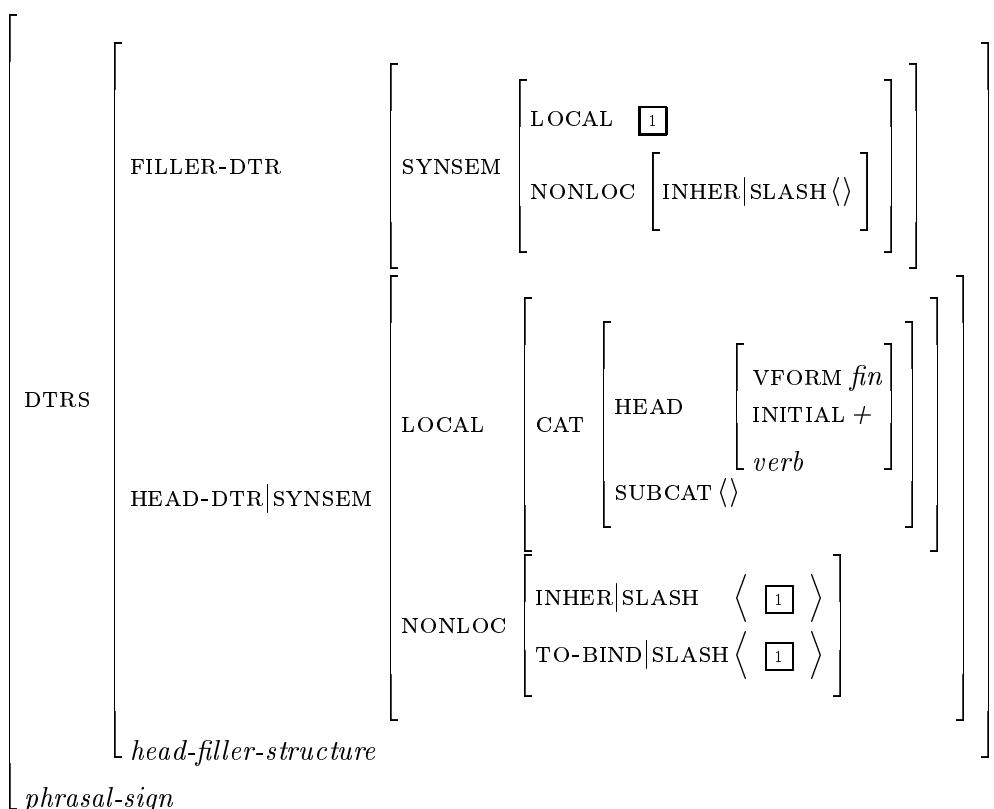 LOCAL 1
FILLER-DTR SYNSEM
NONLOC INHER|SLASH ⟨⟩
VFORM fin
DTRS HEAD INITIAL +
LOCAL CAT
verb
SUBCAT ⟨⟩
HEAD-DTR|SYNSEM
INHER|SLASH ⟨ 1 ⟩
NONLOC
TO-BIND|SLASH ⟨ 1 ⟩
head-filler-structure
phrasal-sign